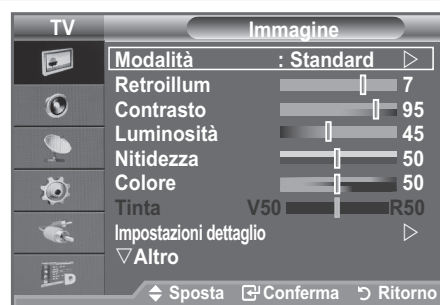 TV Immagine
Modalità : Standard ▷
Retroillum 7
Contrasto 95
Luminosità 45
Nitidezza 50
Colore 50
Tinta V50 R50
Impostazioni dettaglio ▷
▽Altro
Sposta Conferma Ritorno